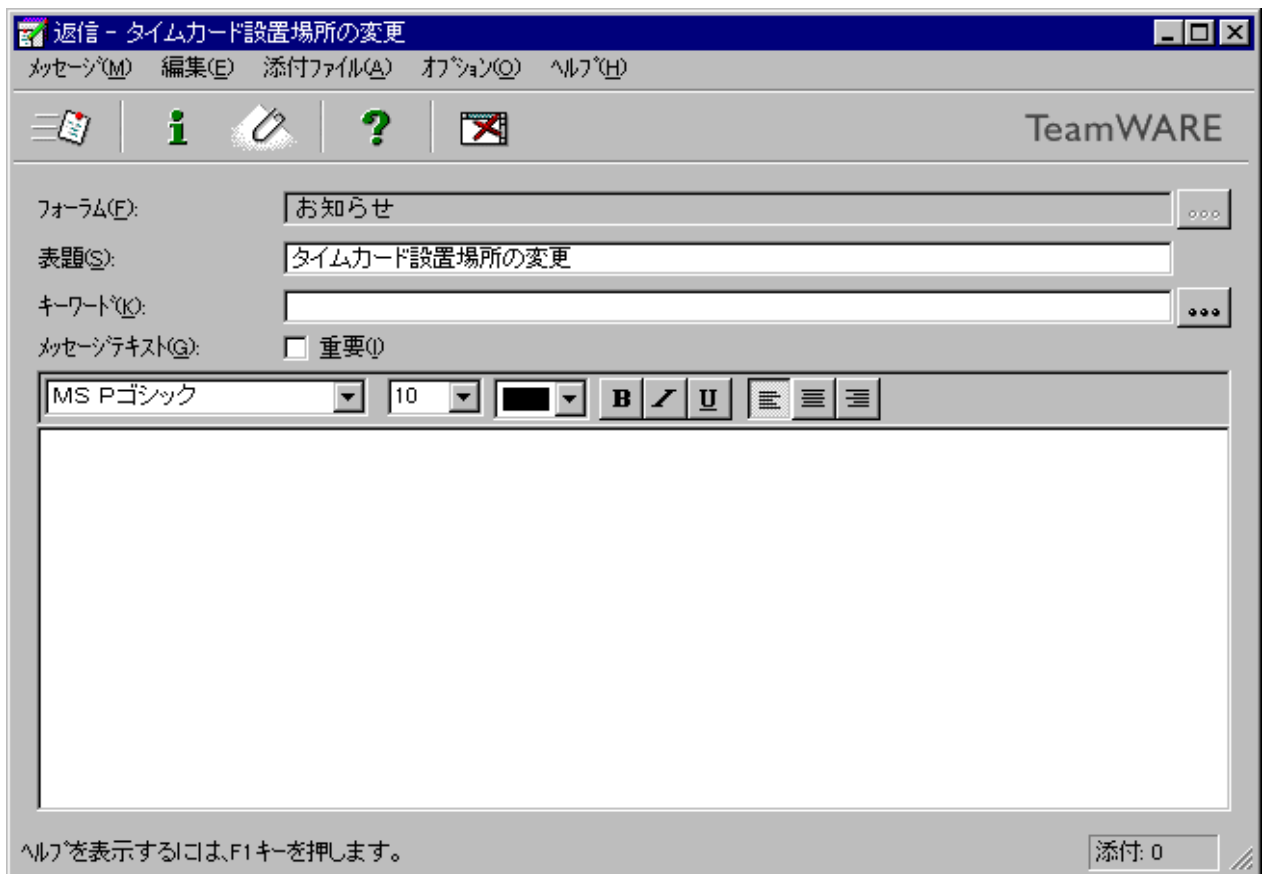 返信 - タイムカード設置場所の変更
ﾒｯｾｰｼﾞ(M) 編集(E) 添付ﾌｧｲﾙ(A) ｵﾌﾟｼｮﾝ(O) ﾍﾙﾌﾟ(H)
TeamWARE
ﾌｫｰﾗﾑ(F): お知らせ
表題(S): タイムカード設置場所の変更
ｷｰﾜｰﾄﾞ(K):
ﾒｯｾｰｼﾞﾃｷｽﾄ(G): 重要(I)
MS Pゴシック 10 B I U
ﾍﾙﾌﾟを表示するには、F1キーを押します。 添付: 0